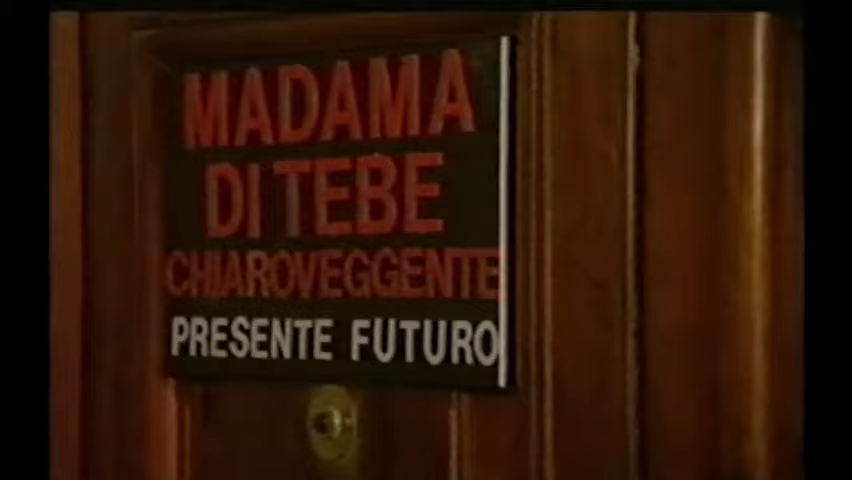 MADAMA
DI TEBE
CHIAROVEGGENTE
PRESENTE FUTURO